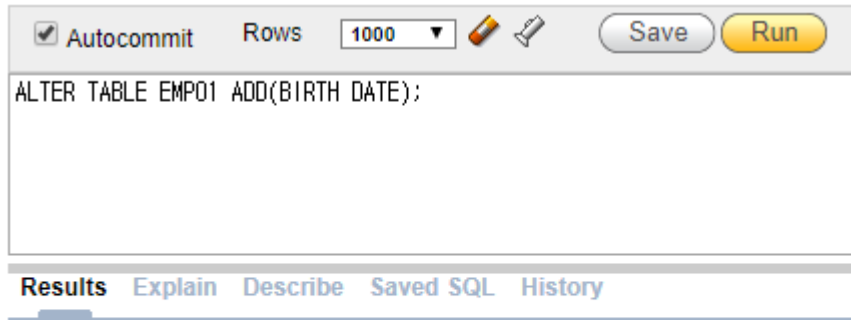 Autocommit Rows 1000 Save Run
ALTER TABLE EMP01 ADD(BIRTH DATE);
Results Explain Describe Saved SQL History